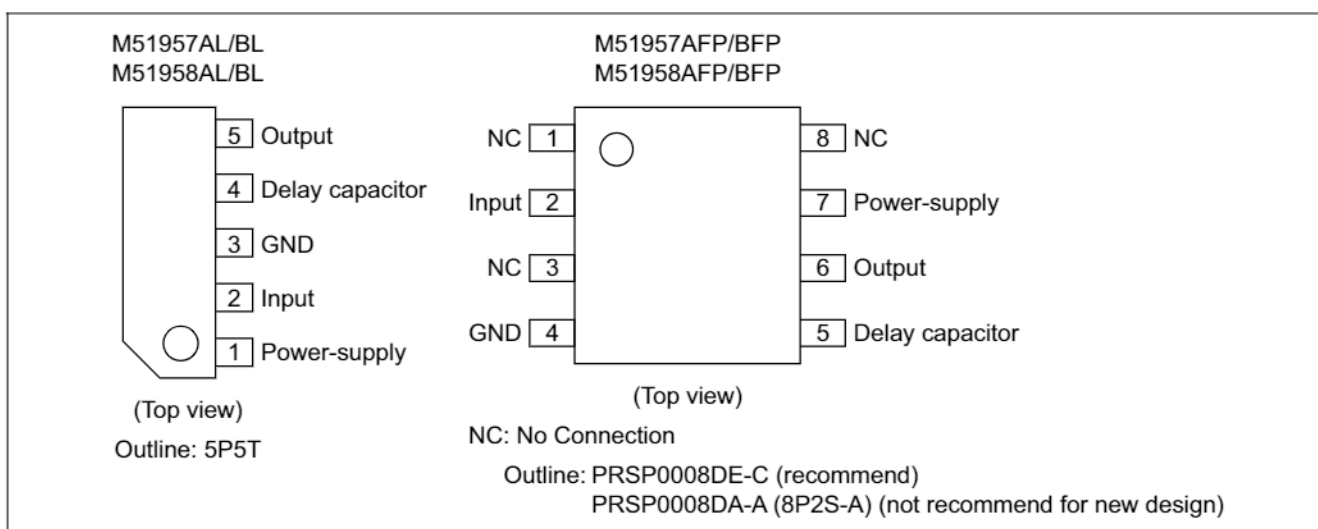 M51957AL/BL
M51958AL/BL
5 Output
4 Delay capacitor
3 GND
2 Input
1 Power-supply
(Top view)
Outline: 5P5T
M51957AFP/BFP
M51958AFP/BFP
NC 1
8 NC
Input 2
7 Power-supply
NC 3
6 Output
GND 4
5 Delay capacitor
(Top view)
NC: No Connection
Outline: PRSP0008DE-C (recommend)
PRSP0008DA-A (8P2S-A) (not recommend for new design)